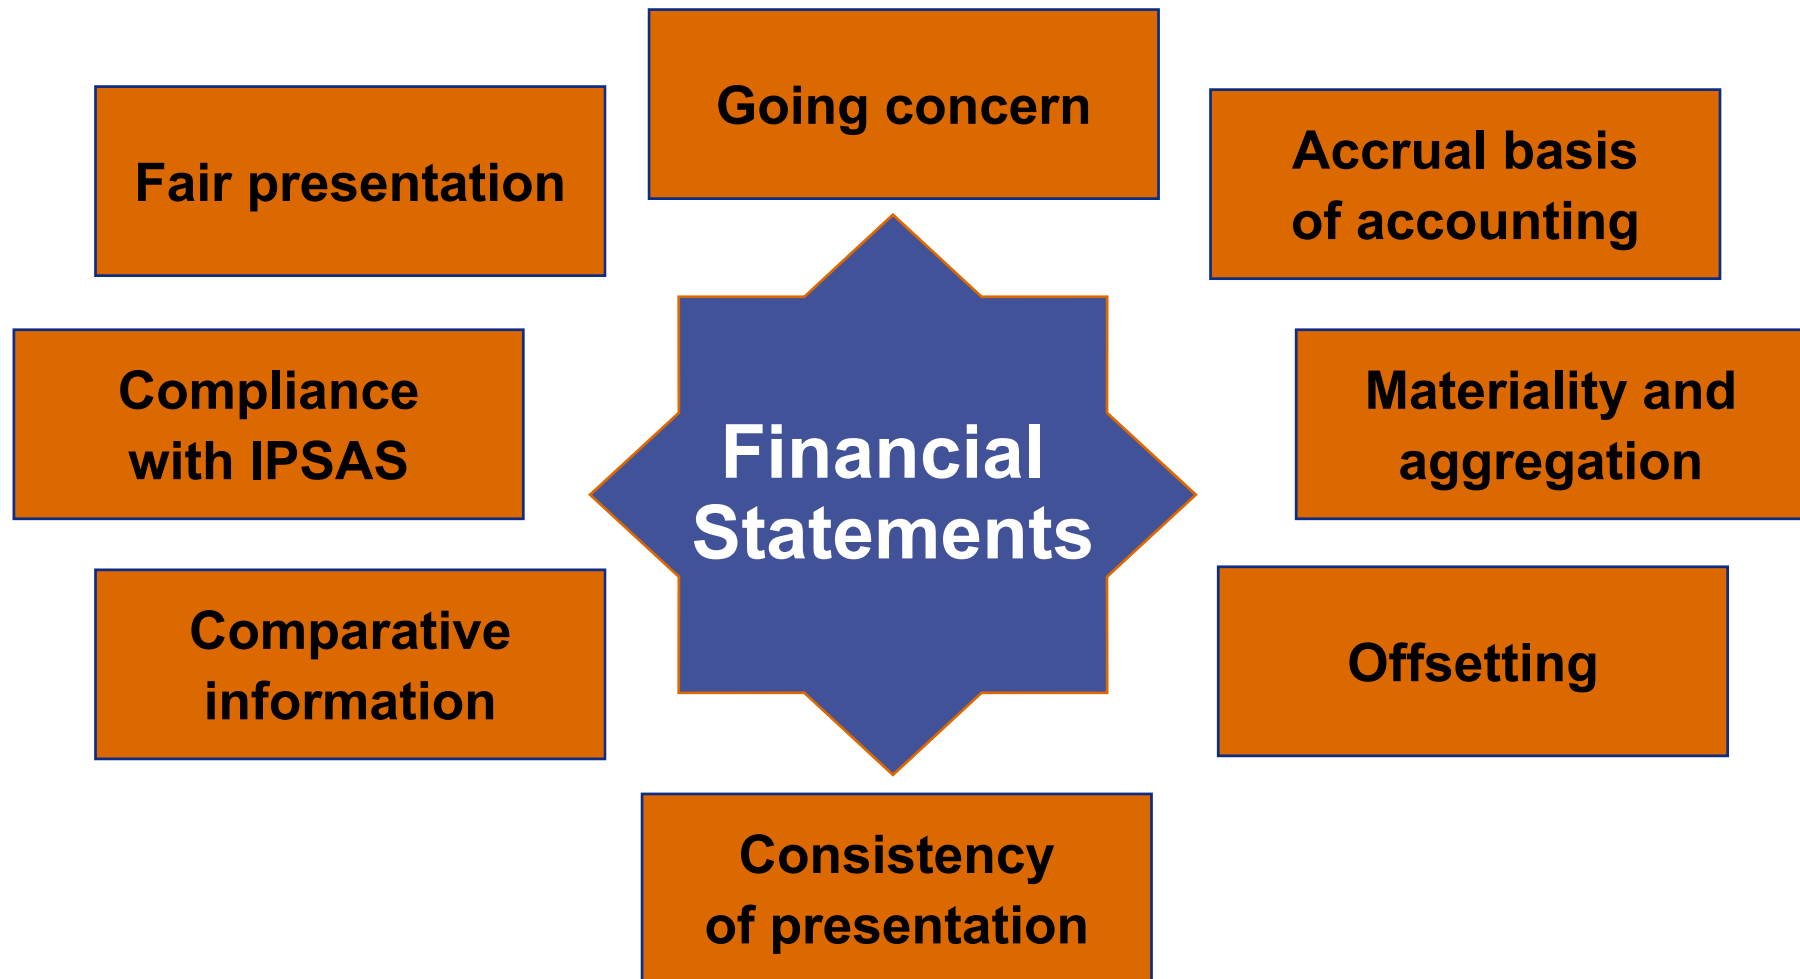 Going concern
Fair presentation
Accrual basis
of accounting
Compliance
with IPSAS
Financial
Statements
Materiality and
aggregation
Comparative
information
Offsetting
Consistency
of presentation